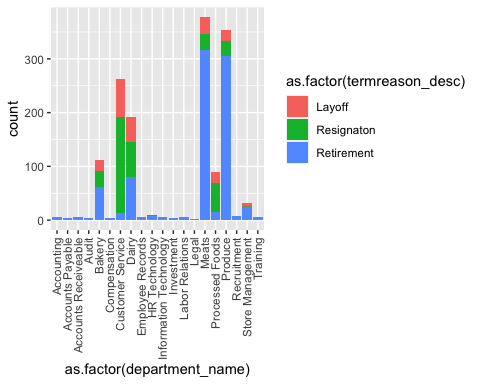 count
300
200
100
0
Accounting
Accounts Payable
Accounts Receiveable
Audit
Bakery
Compensation
Customer Service
Dairy
Employee Records
HR Technology
Information Technology
Investment
Labor Relations
Legal
Meats
Processed Foods
Produce
Recruitment
Store Management
Training
as.factor(department_name)
as.factor(termreason_desc)
Layoff
Resignaton
Retirement